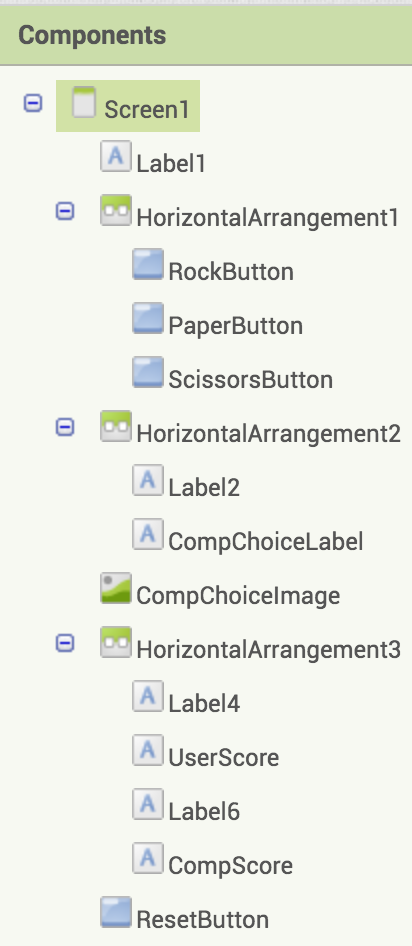 Components
Screen1
Label1
HorizontalArrangement1
RockButton
PaperButton
ScissorsButton
HorizontalArrangement2
Label2
CompChoiceLabel
CompChoiceImage
HorizontalArrangement3
Label4
UserScore
Label6
CompScore
ResetButton